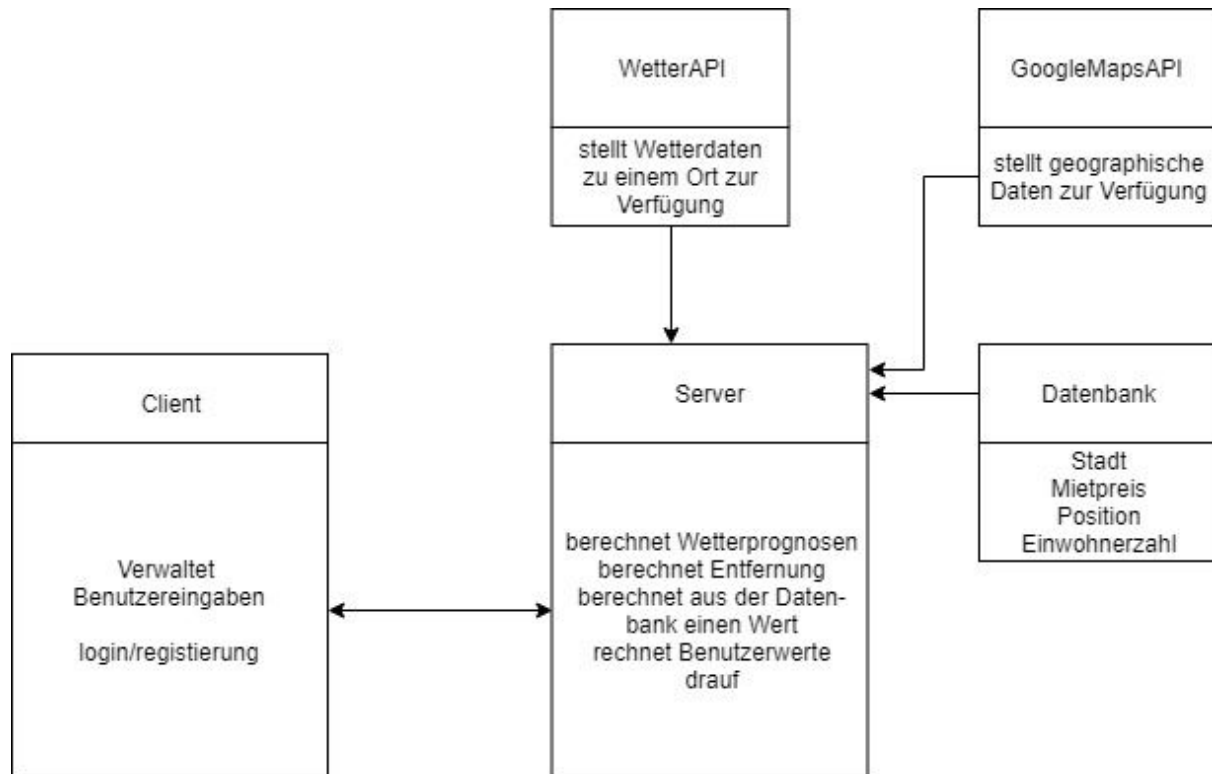 WetterAPI
stellt Wetterdaten
zu einem Ort zur
Verfügung
GoogleMapsAPI
stellt geographische
Daten zur Verfügung
Client
Verwaltet
Benutzereingaben
login/registierung
Server
berechnet Wetterprognosen
berechnet Entfernung
berechnet aus der Daten-
bank einen Wert
rechnet Benutzerwerte
drauf
Datenbank
Stadt
Mietpreis
Position
Einwohnerzahl